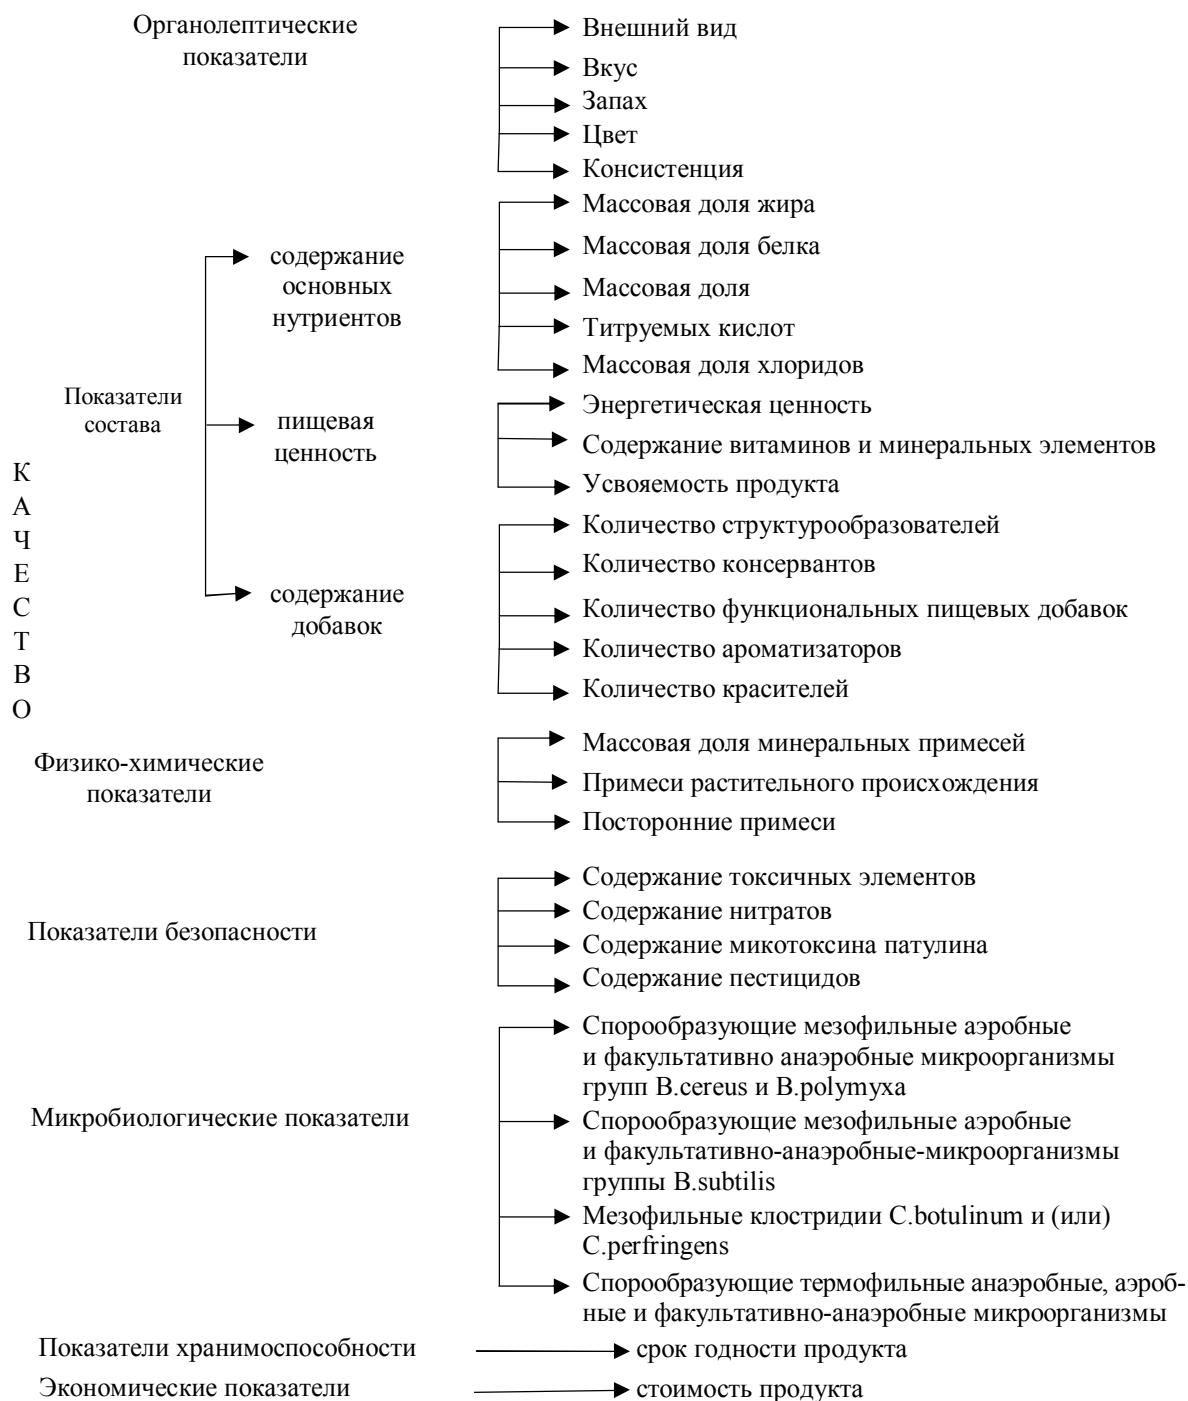 Органолептические
показатели
Внешний вид
Вкус
Запах
Цвет
Консистенция
Показатели
состава
содержание
основных
нутриентов
Массовая доля жира
Массовая доля белка
Массовая доля
Титруемых кислот
Массовая доля хлоридов
пищевая
ценность
Энергетическая ценность
Содержание витаминов и минеральных элементов
Усвояемость продукта
содержание
добавок
Количество структурообразователей
Количество консервантов
Количество функциональных пищевых добавок
Количество ароматизаторов
Количество красителей
К
А
Ч
Е
С
Т
В
О
Физико-химические
показатели
Массовая доля минеральных примесей
Примеси растительного происхождения
Посторонние примеси
Показатели безопасности
Содержание токсичных элементов
Содержание нитратов
Содержание микотоксина патулина
Содержание пестицидов
Микробиологические показатели
Спорообразующие мезофильные аэробные
и факультативно анаэробные микроорганизмы
групп B.cereus и B.polymyxa
Спорообразующие мезофильные аэробные
и факультативно-анаэробные-микроорганизмы
группы B.subtilis
Мезофильные клостридии C.botulinum и (или)
C.perfringens
Спорообразующие термофильные анаэробные, аэроб-
ные и факультативно-анаэробные микроорганизмы
Показатели хранимоспособности
срок годности продукта
Экономические показатели
стоимость продукта